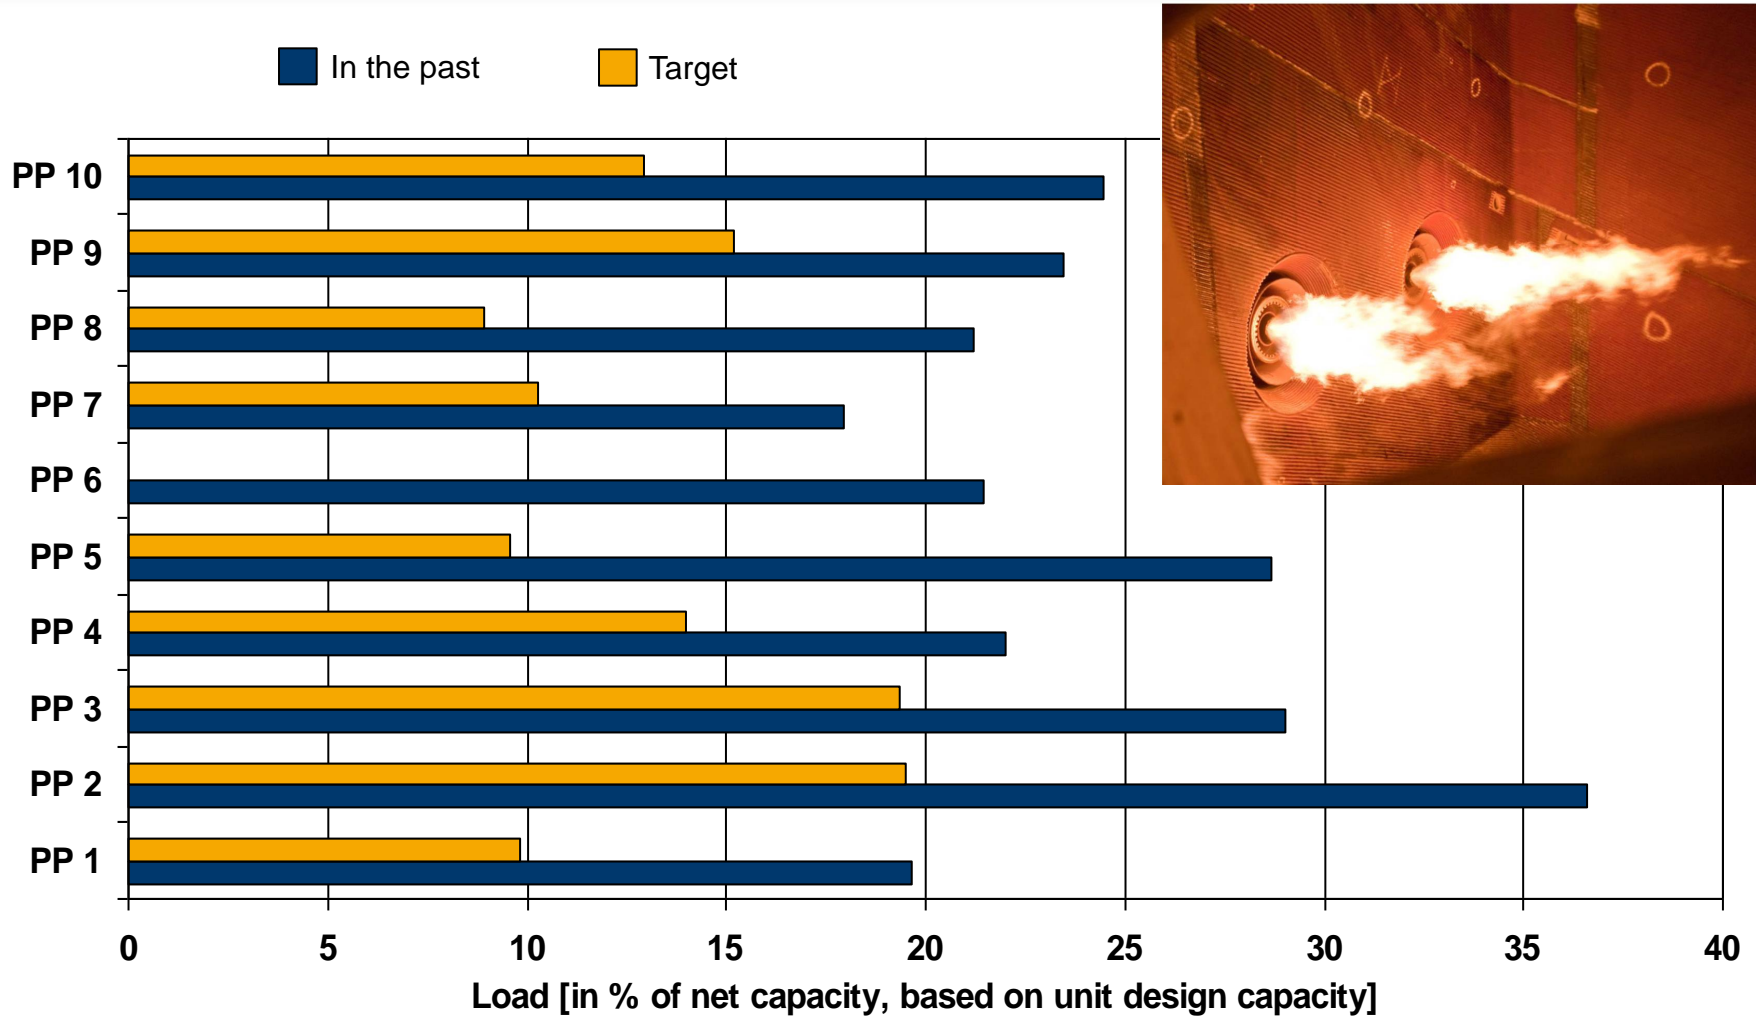 In the past
Target
PP 10
PP 9
PP 8
PP 7
PP 6
PP 5
PP 4
PP 3
PP 2
PP 1
0 5 10 15 20 25 30 35 40
Load [in % of net capacity, based on unit design capacity]